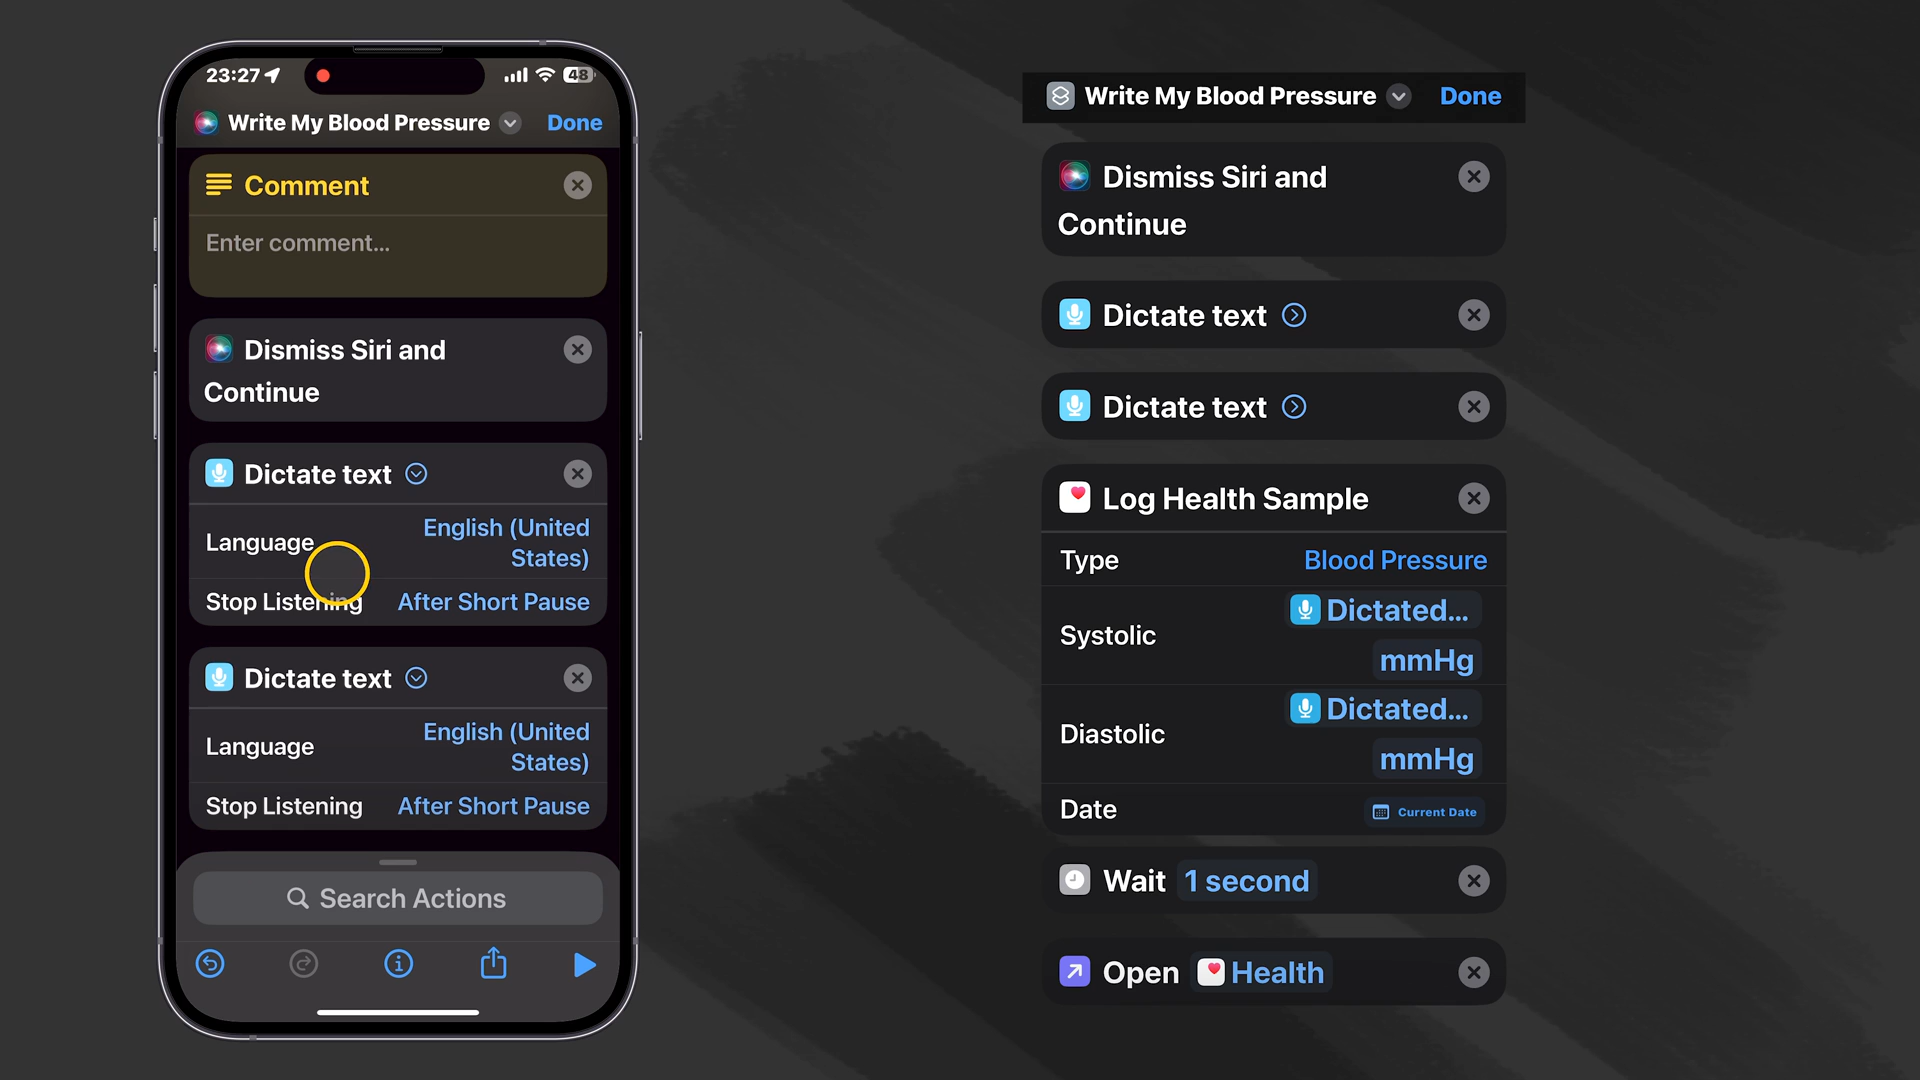 23:27
48
Write My Blood Pressure
Done
Comment
Enter comment...
Dismiss Siri and
Continue
Dictate text
Language
English (United
States)
Stop Listening
After Short Pause
Dictate text
Language
English (United
States)
Stop Listening
After Short Pause
Search Actions
Write My Blood Pressure
Done
Dismiss Siri and
Continue
Dictate text
Dictate text
Log Health Sample
Type
Blood Pressure
Systolic
Dictated...
mmHg
Diastolic
Dictated...
mmHg
Date
Current Date
Wait 1 second
Open Health